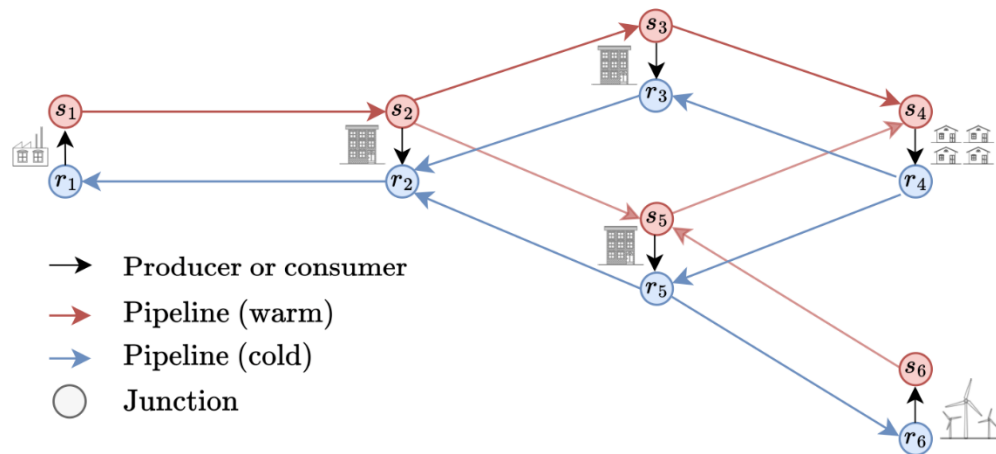 s₃
r₃
s₁
s₂
s₄
r₁
r₂
r₄
s₅
r₅
Producer or consumer
Pipeline (warm)
Pipeline (cold)
Junction
s₆
r₆